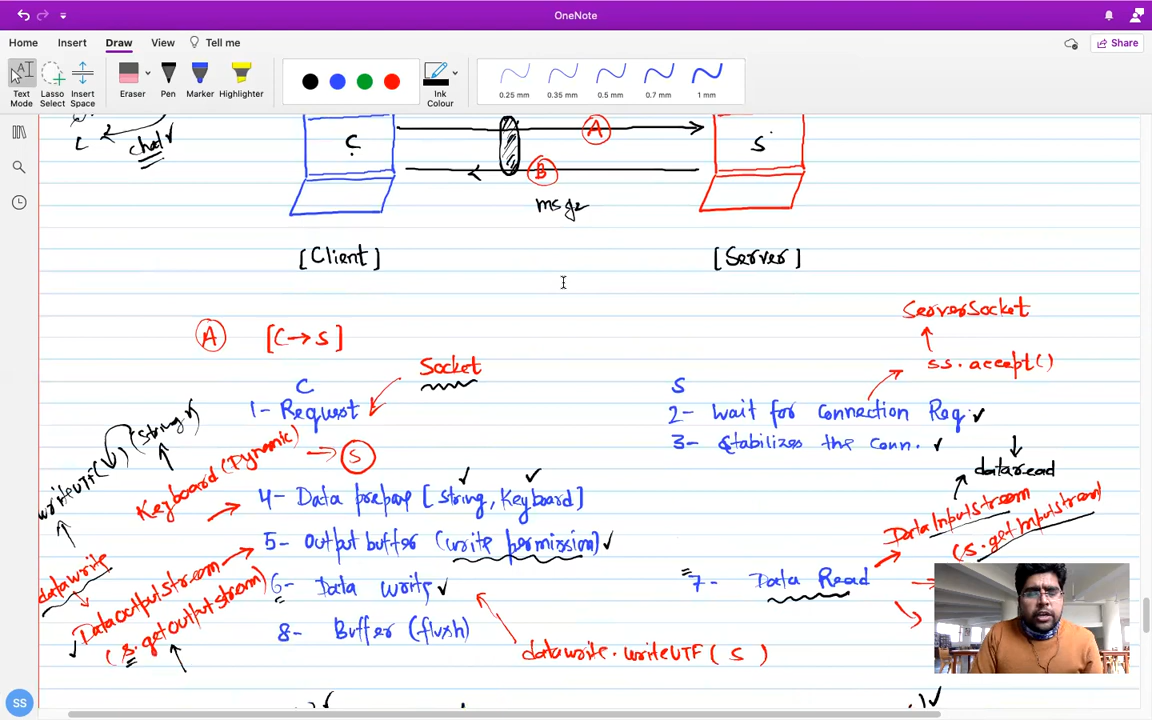 OneNote
Home Insert Draw View Tell me
Share
Text Mode
Lasso Select
Insert Space
Eraser
Pen
Marker
Highlighter
Ink Colour
0.25 mm 0.35 mm 0.5 mm 0.7 mm 1 mm
C
chat
C
A
S
B
msg2
[Client]
[Server]
ServerSocket
A [C→S]
ss.accept()
Socket
C
S
1- Request
2- Wait for Connection Req.
3- Stabilizes the Conn.
writeUTF( ) (String)
Keyboard (Dynamic) → S
dataread
4- Data prepare [string, Keyboard]
DataInputStream
(s.getInputStream)
5- Output buffer (write permission)
datawrite
DataOutputStream
(s.getOutputStream)
6- Data Write
7- Data Read
8- Buffer (flush)
datawrite.writeUTF( s )
SS